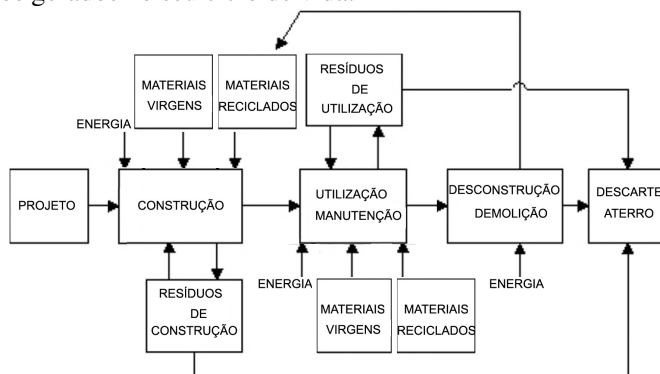 MATERIAIS
VIRGENS
MATERIAIS
RECICLADOS
RESÍDUOS
DE
UTILIZAÇÃO
ENERGIA
PROJETO
CONSTRUÇÃO
UTILIZAÇÃO
MANUTENÇÃO
DESCONSTRUÇÃO
DEMOLIÇÃO
DESCARTE
ATERRO
RESÍDUOS
DE
CONSTRUÇÃO
ENERGIA
MATERIAIS
VIRGENS
MATERIAIS
RECICLADOS
ENERGIA